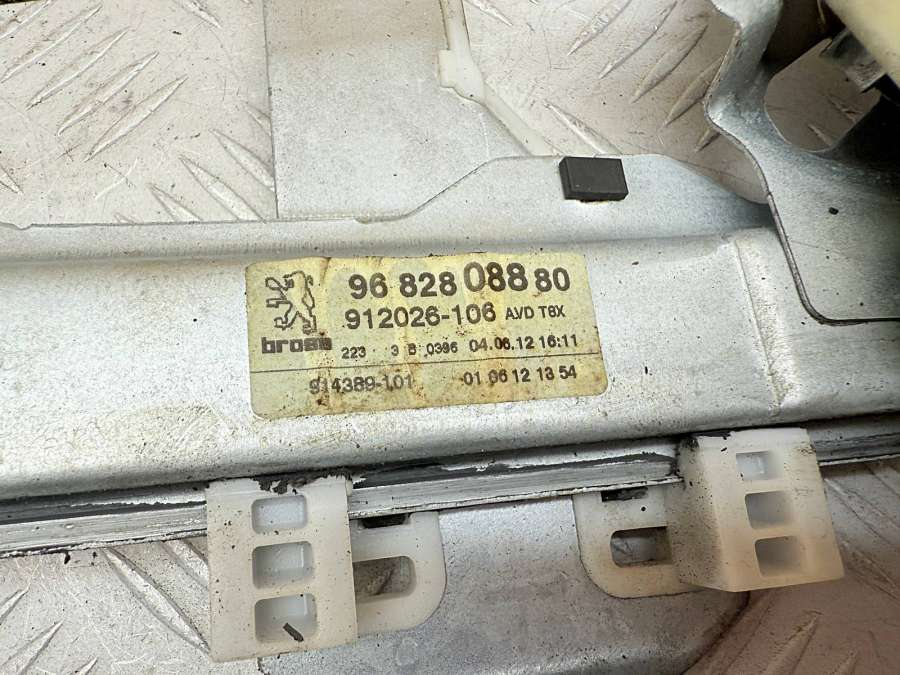 96 828 088 80
912026-106 AVD T8X
brose
223 3 B 0396 04.06.12 16:11
914389-101 01 06 12 13 54